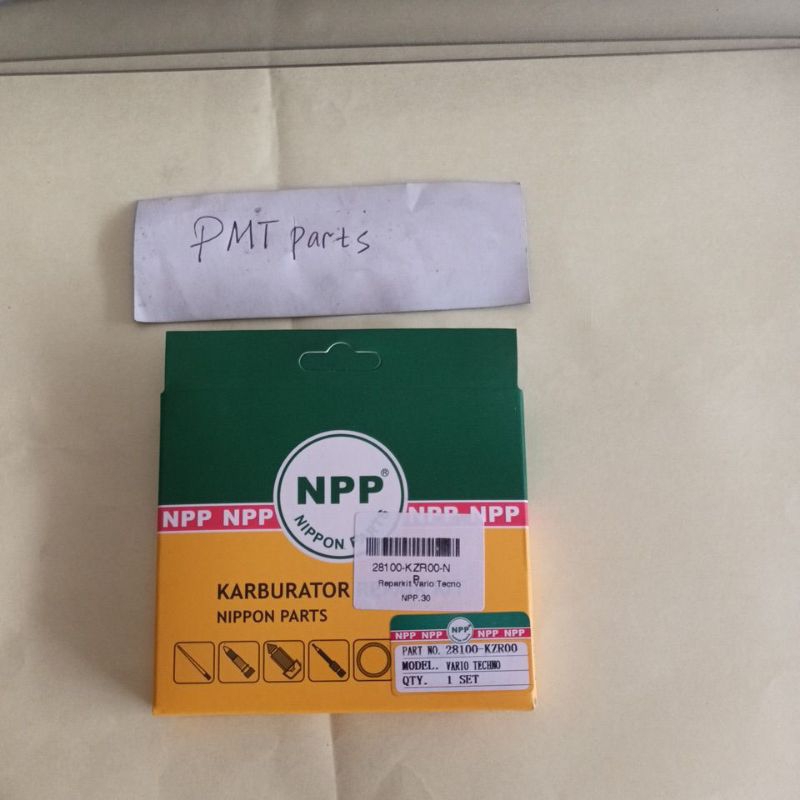 PMT parts
NPP®
NIPPON PARTS
NPP NPP
NPP NPP
28100-KZR00-N
P
Reparkit Vario Tecno
NPP.30
KARBURATOR
NIPPON PARTS
NPP NPP NPP NPP NPP
PART NO. 28100-KZR00
MODEL. VARIO TECHNO
QTY. 1 SET